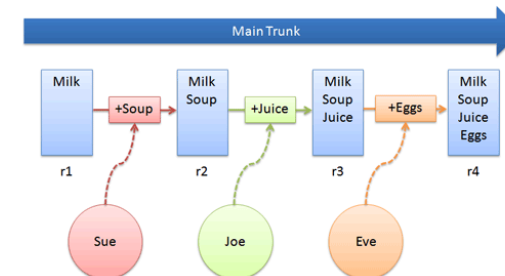 Main Trunk
Milk
+Soup
Milk
Soup
+Juice
Milk
Soup
Juice
+Eggs
Milk
Soup
Juice
Eggs
r1
r2
r3
r4
Sue
Joe
Eve